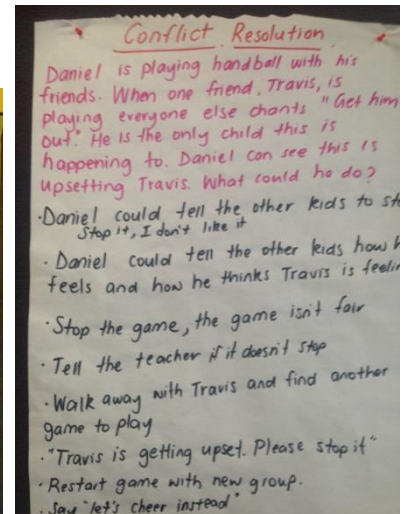 Conflict Resolution
Daniel is playing handball with his
friends. When one friend, Travis, is
playing everyone else chants "Get him
out." He is the only child this is
happening to. Daniel can see this is
upsetting Travis. What could he do?
·Daniel could tell the other kids to
Stop it, I don't like it
· Daniel could tell the other kids how
feels and how he thinks Travis is
·Stop the game, the game isn't fair
· Tell the teacher if it doesn't stop
·Walk away with Travis and find another
game to play
·"Travis is getting upset. Please stop it"
· Restart game with new group.
· Say "let's cheer instead"